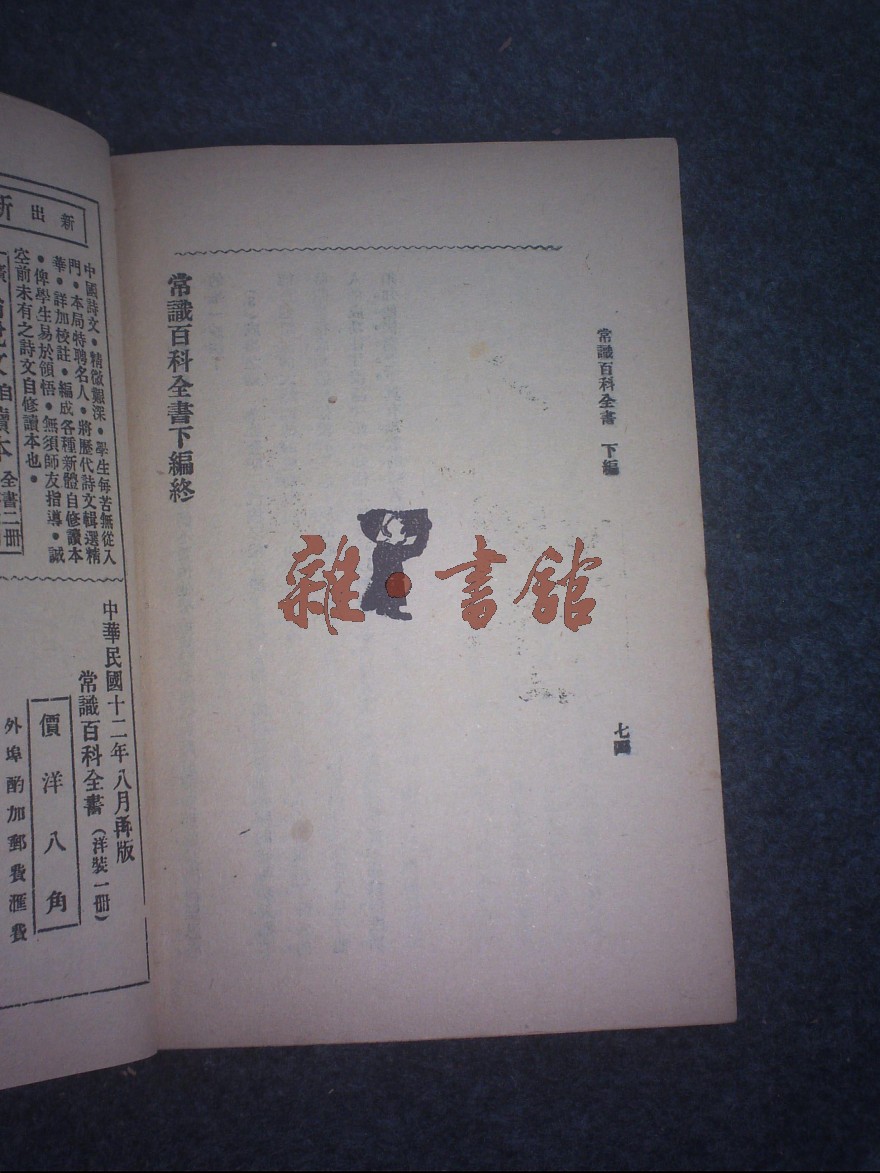 常識百科全書 下編
七四
常識百科全書下編終
雜書館
新出新
中國詩文●精微艱深●學生每苦無從入
門●本局特聘名人●將歷代詩文輯選精
華●詳加校註●編成各種新體自修讀本
●俾學生易於領悟●無須師友指導●誠
空前未有之詩文自修讀本也●
文自讀本 全書二冊
中華民國十二年八月再版
常識百科全書(洋裝一冊)
價洋八角
外埠酌加郵費匯費